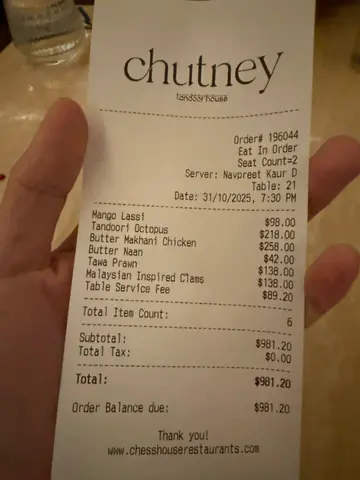 chutney
tandoorhouse
Order# 196044
Eat In Order
Seat Count=2
Server: Navpreet Kaur D
Table: 21
Date: 31/10/2025, 7:30 PM
Mango Lassi $98.00
Tandoori Octopus $218.00
Butter Makhani Chicken $258.00
Butter Naan $42.00
Tawa Prawn $138.00
Malaysian Inspired Clams $138.00
Table Service Fee $89.20
Total Item Count: 6
Subtotal: $981.20
Total Tax: $0.00
Total: $981.20
Order Balance due: $981.20
Thank you!
www.chesshouserestaurants.com